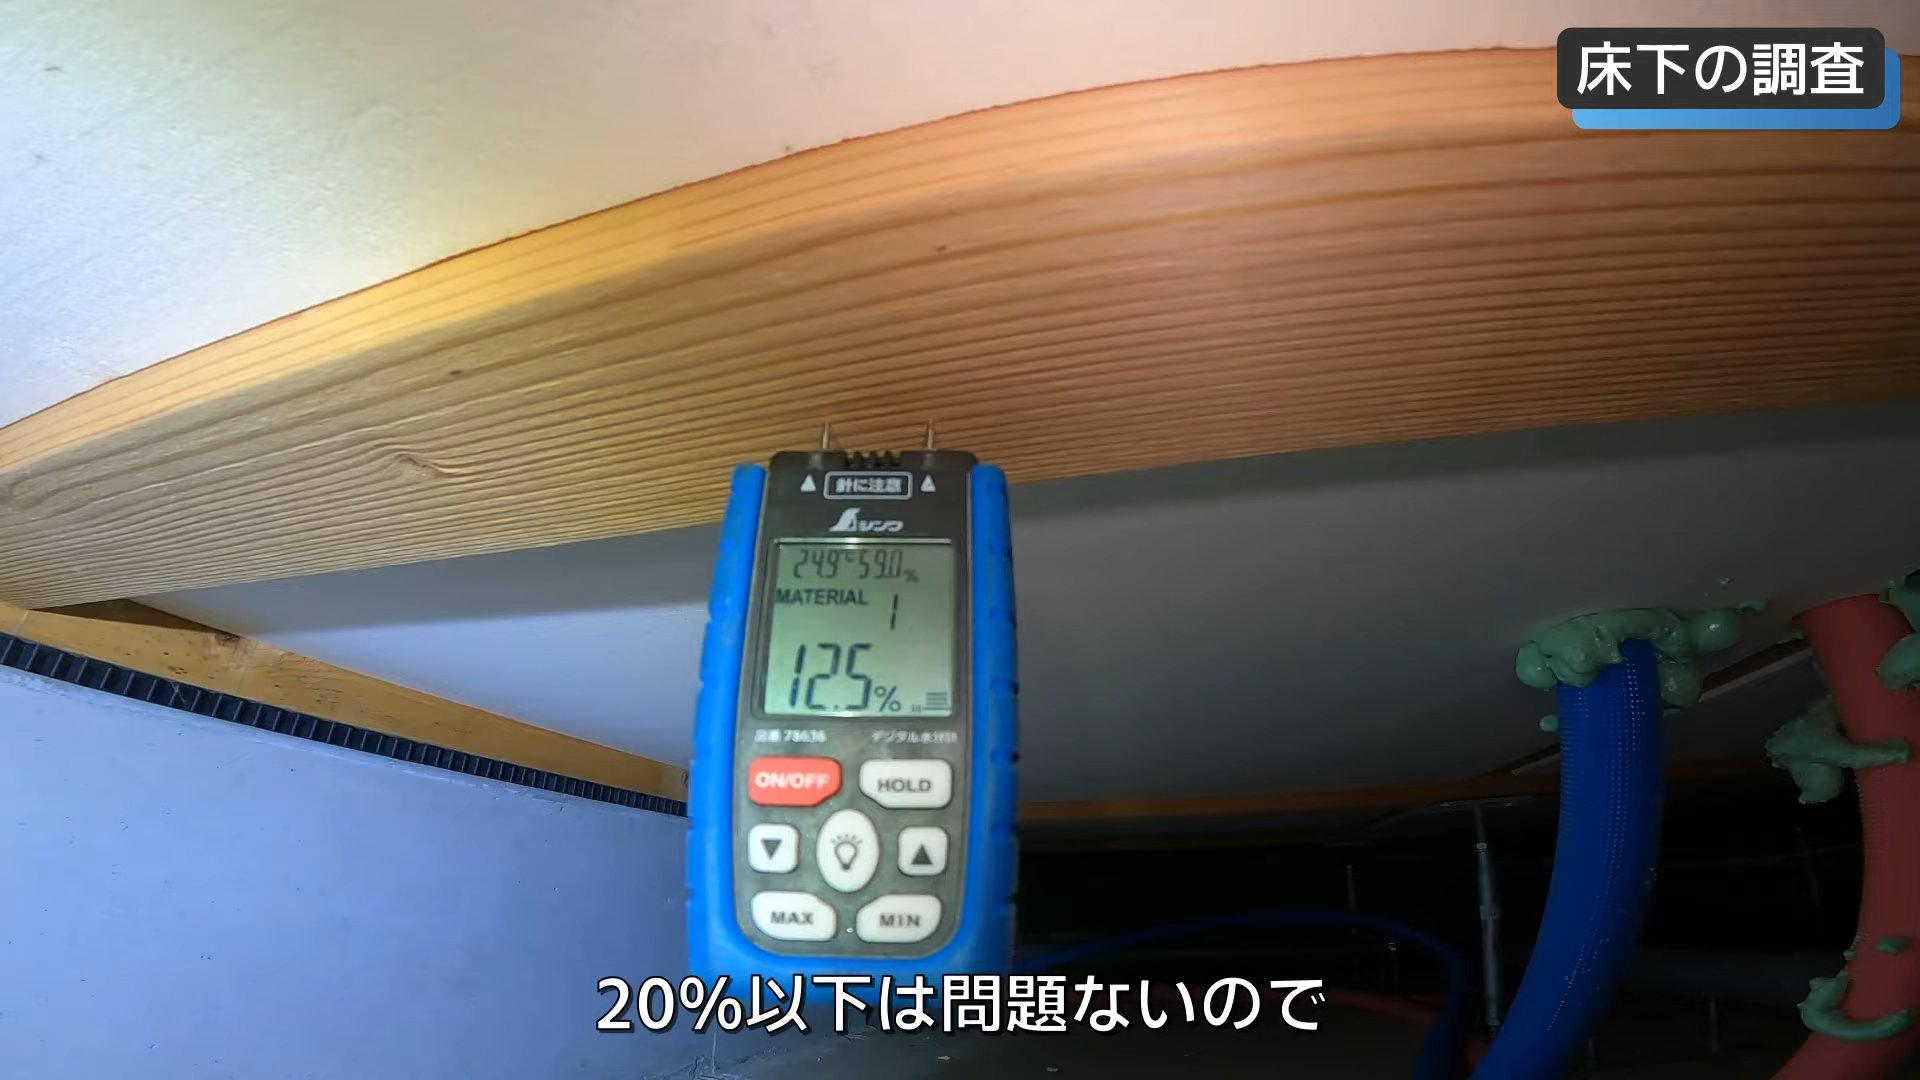 床下の調査
針に注意
シンワ
24.9℃ 59.0%
MATERIAL 1
12.5%
品番 78636 デジタル水分計
ON/OFF HOLD
▼ ▲
MAX MIN
20%以下は問題ないので